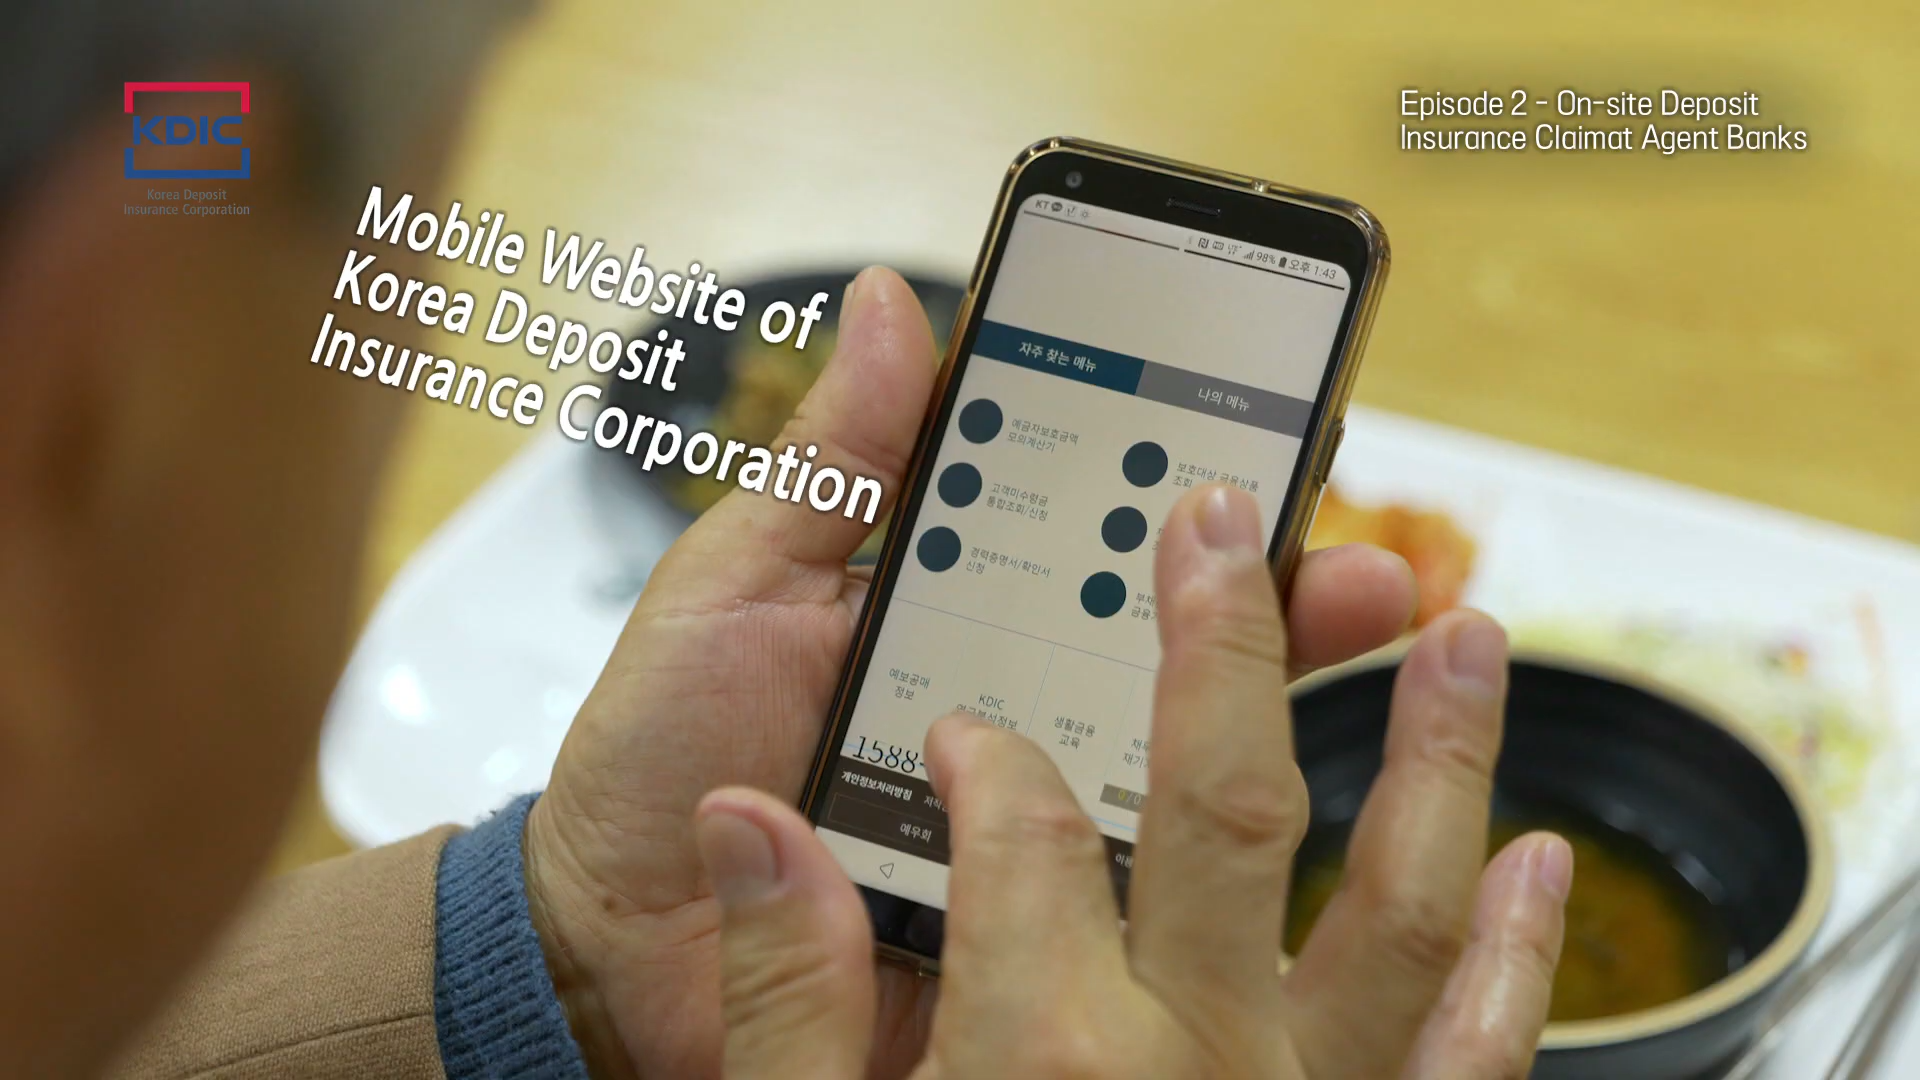 KDIC
Korea Deposit
Insurance Corporation
Episode 2 - On-site Deposit
Insurance Claimat Agent Banks
Mobile Website of
Korea Deposit
Insurance Corporation
KT
98% 오후 1:43
자주 찾는 메뉴
나의 메뉴
예금자보호금액
모의계산기
보호대상 금융상품
조회
고객미수령금
통합조회/신청
경력증명서/확인서
신청
예보공매
정보
KDIC
생활금융
교육
1588-
개인정보처리방침
예우회